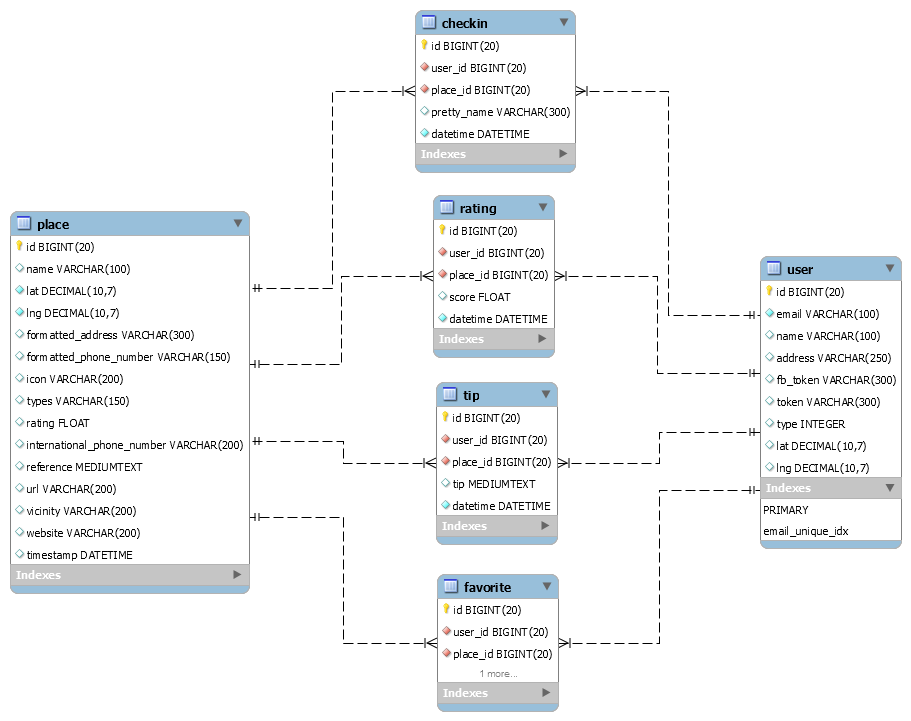 checkin
id BIGINT(20)
user_id BIGINT(20)
place_id BIGINT(20)
pretty_name VARCHAR(300)
datetime DATETIME
Indexes
place
id BIGINT(20)
name VARCHAR(100)
lat DECIMAL(10,7)
lng DECIMAL(10,7)
formatted_address VARCHAR(300)
formatted_phone_number VARCHAR(150)
icon VARCHAR(200)
types VARCHAR(150)
rating FLOAT
international_phone_number VARCHAR(200)
reference MEDIUMTEXT
url VARCHAR(200)
vicinity VARCHAR(200)
website VARCHAR(200)
timestamp DATETIME
Indexes
rating
id BIGINT(20)
user_id BIGINT(20)
place_id BIGINT(20)
score FLOAT
datetime DATETIME
Indexes
tip
id BIGINT(20)
user_id BIGINT(20)
place_id BIGINT(20)
tip MEDIUMTEXT
datetime DATETIME
Indexes
favorite
id BIGINT(20)
user_id BIGINT(20)
place_id BIGINT(20)
1 more...
Indexes
user
id BIGINT(20)
email VARCHAR(100)
name VARCHAR(100)
address VARCHAR(250)
fb_token VARCHAR(300)
token VARCHAR(300)
type INTEGER
lat DECIMAL(10,7)
lng DECIMAL(10,7)
Indexes
PRIMARY
email_unique_idx